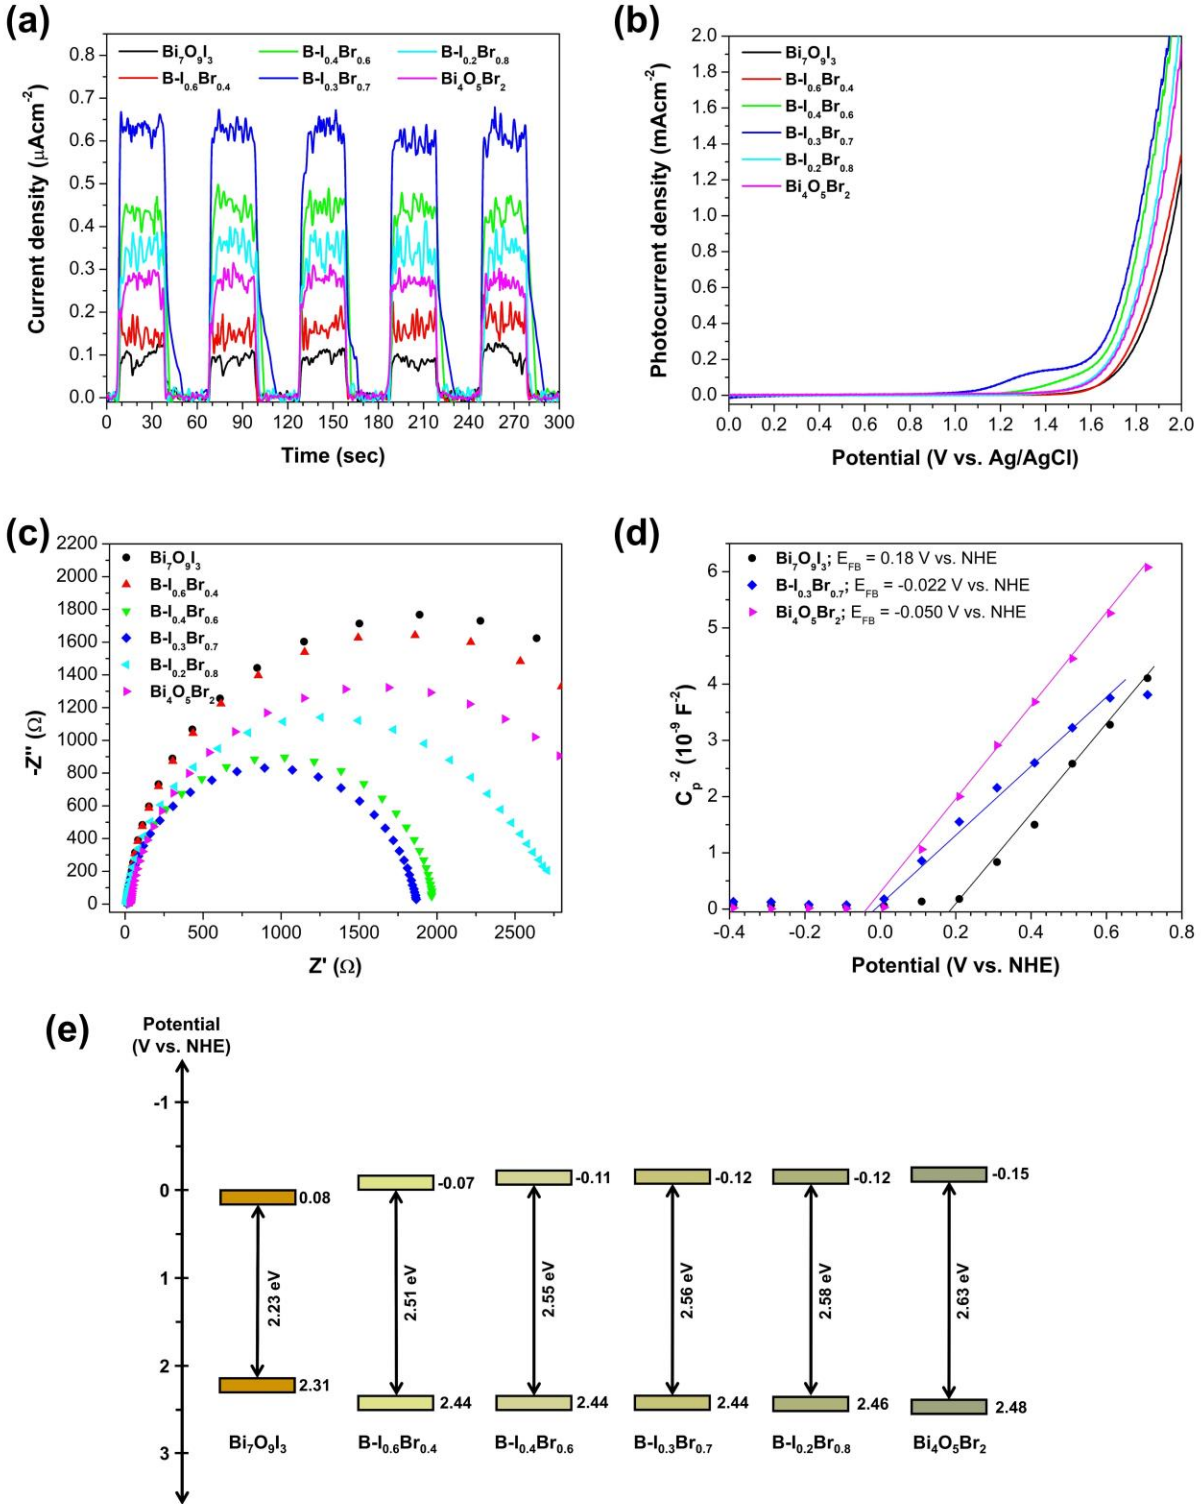 (a)
Bi7O9I3
B-I0.4Br0.6
B-I0.2Br0.8
B-I0.6Br0.4
B-I0.3Br0.7
Bi4O5Br2
Current density (μAcm-2)
0.8
0.7
0.6
0.5
0.4
0.3
0.2
0.1
0.0
0 30 60 90 120 150 180 210 240 270 300
Time (sec)
(b)
Bi7O9I3
B-I0.6Br0.4
B-I0.4Br0.6
B-I0.3Br0.7
B-I0.2Br0.8
Bi4O5Br2
Photocurrent density (mAcm-2)
2.0
1.8
1.6
1.4
1.2
1.0
0.8
0.6
0.4
0.2
0.0
0.0 0.2 0.4 0.6 0.8 1.0 1.2 1.4 1.6 1.8 2.0
Potential (V vs. Ag/AgCl)
(c)
Bi7O9I3
B-I0.6Br0.4
B-I0.4Br0.6
B-I0.3Br0.7
B-I0.2Br0.8
Bi4O5Br2
-Z'' (Ω)
2200
2000
1800
1600
1400
1200
1000
800
600
400
200
0
0 500 1000 1500 2000 2500
Z' (Ω)
(d)
Bi7O9I3; EFB = 0.18 V vs. NHE
B-I0.3Br0.7; EFB = -0.022 V vs. NHE
Bi4O5Br2; EFB = -0.050 V vs. NHE
Cp-2 (10-9 F-2)
6
5
4
3
2
1
0
-0.4 -0.2 0.0 0.2 0.4 0.6 0.8
Potential (V vs. NHE)
(e)
Potential
(V vs. NHE)
-1
0
1
2
3
0.08 -0.07 -0.11 -0.12 -0.12 -0.15
2.23 eV 2.51 eV 2.55 eV 2.56 eV 2.58 eV 2.63 eV
2.31 2.44 2.44 2.44 2.46 2.48
Bi7O9I3 B-I0.6Br0.4 B-I0.4Br0.6 B-I0.3Br0.7 B-I0.2Br0.8 Bi4O5Br2